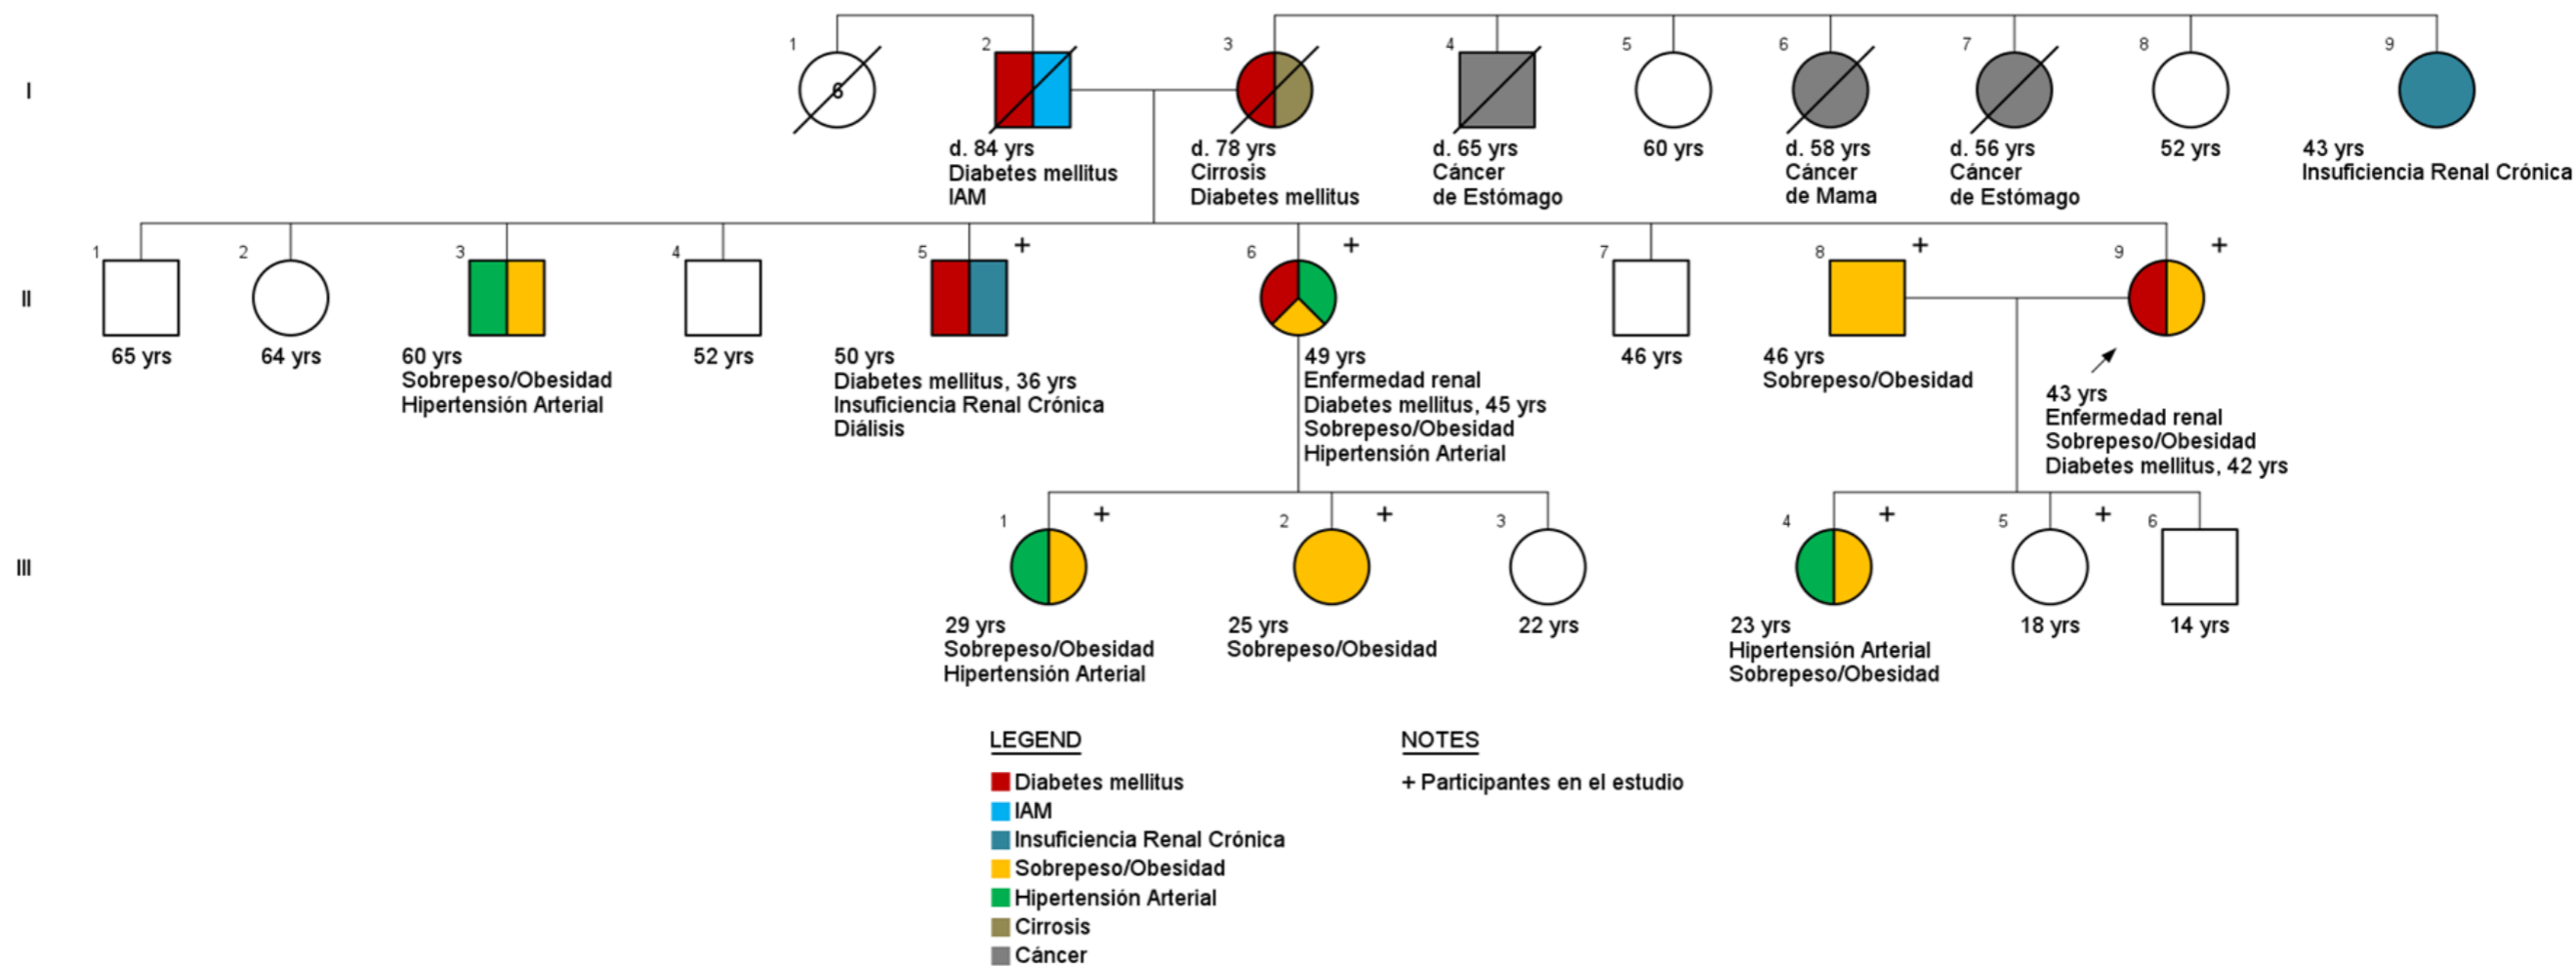 1 2 3 4 5 6 7 8 9
I
6
d. 84 yrs
Diabetes mellitus
IAM
d. 78 yrs
Cirrosis
Diabetes mellitus
d. 65 yrs
Cáncer
de Estómago
60 yrs
d. 58 yrs
Cáncer
de Mama
d. 56 yrs
Cáncer
de Estómago
52 yrs
43 yrs
Insuficiencia Renal Crónica
1 2 3 4 5 + 6 + 7 8 + 9 +
II
65 yrs
64 yrs
60 yrs
Sobrepeso/Obesidad
Hipertensión Arterial
52 yrs
50 yrs
Diabetes mellitus, 36 yrs
Insuficiencia Renal Crónica
Diálisis
49 yrs
Enfermedad renal
Diabetes mellitus, 45 yrs
Sobrepeso/Obesidad
Hipertensión Arterial
46 yrs
46 yrs
Sobrepeso/Obesidad
43 yrs
Enfermedad renal
Sobrepeso/Obesidad
Diabetes mellitus, 42 yrs
1 + 2 + 3 4 + 5 + 6
III
29 yrs
Sobrepeso/Obesidad
Hipertensión Arterial
25 yrs
Sobrepeso/Obesidad
22 yrs
23 yrs
Hipertensión Arterial
Sobrepeso/Obesidad
18 yrs
14 yrs
LEGEND
Diabetes mellitus
IAM
Insuficiencia Renal Crónica
Sobrepeso/Obesidad
Hipertensión Arterial
Cirrosis
Cáncer
NOTES
+ Participantes en el estudio